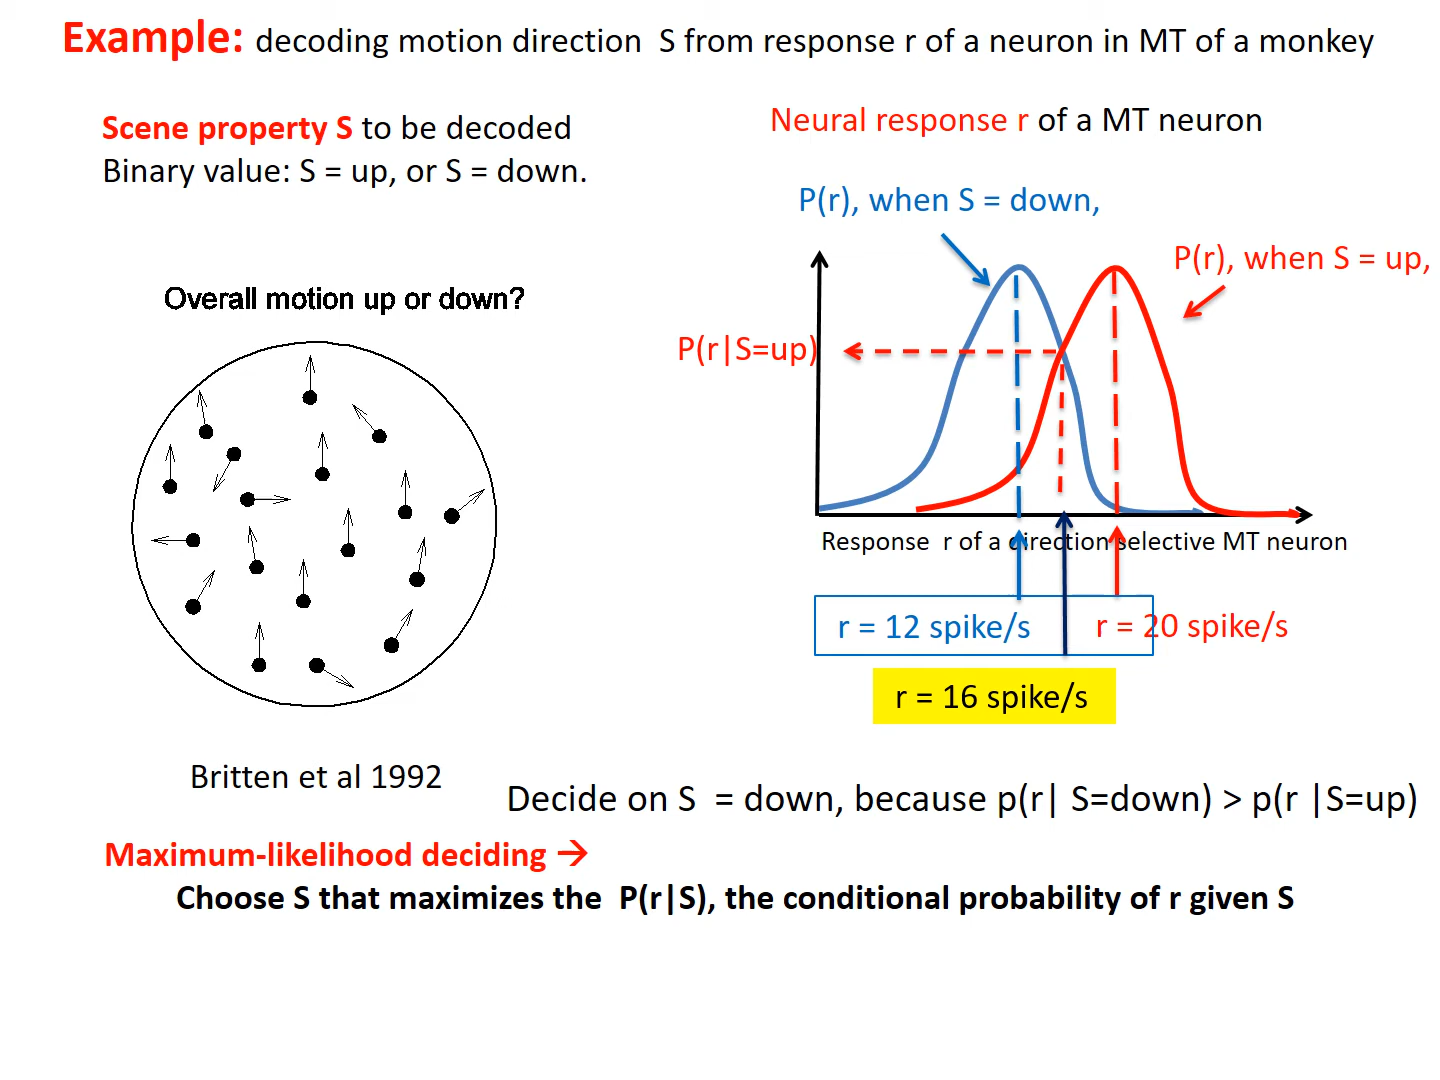 Example: decoding motion direction S from response r of a neuron in MT of a monkey
Scene property S to be decoded
Binary value: S = up, or S = down.
Neural response r of a MT neuron
P(r), when S = down,
P(r), when S = up,
Overall motion up or down?
P(r|S=up)
Response r of a direction selective MT neuron
r = 12 spike/s
r = 20 spike/s
r = 16 spike/s
Britten et al 1992
Decide on S = down, because p(r| S=down) > p(r |S=up)
Maximum-likelihood deciding →
Choose S that maximizes the P(r|S), the conditional probability of r given S